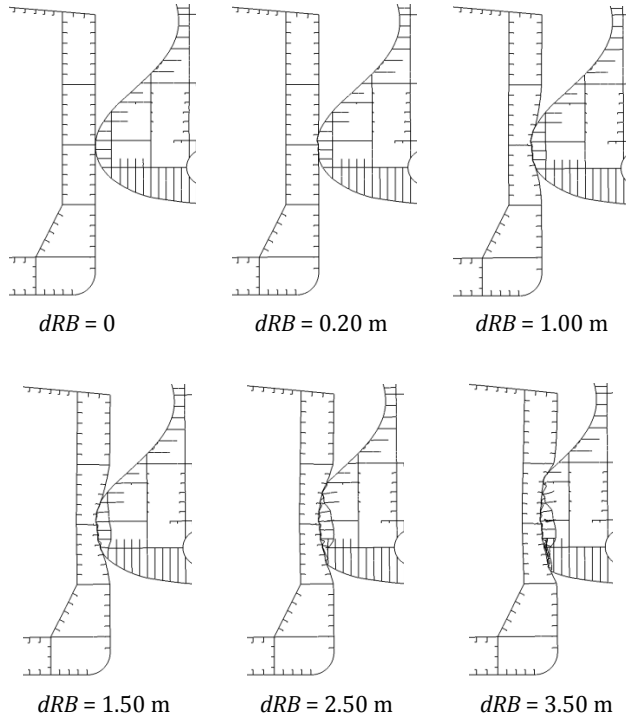 dRB = 0
dRB = 0.20 m
dRB = 1.00 m
dRB = 1.50 m
dRB = 2.50 m
dRB = 3.50 m